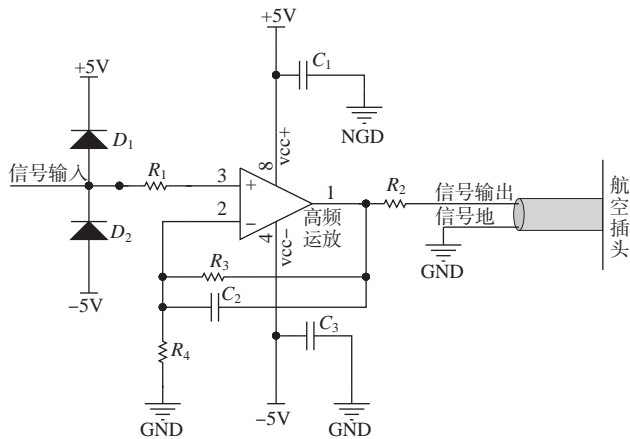 +5V
C1
NGD
+5V
D1
信号输入
R1
3
+
8
vcc+
1
高频
运放
2
−
4
vcc−
R2
信号输出
信号地
GND
航空插头
D2
−5V
R3
C2
R4
GND
C3
−5V
GND